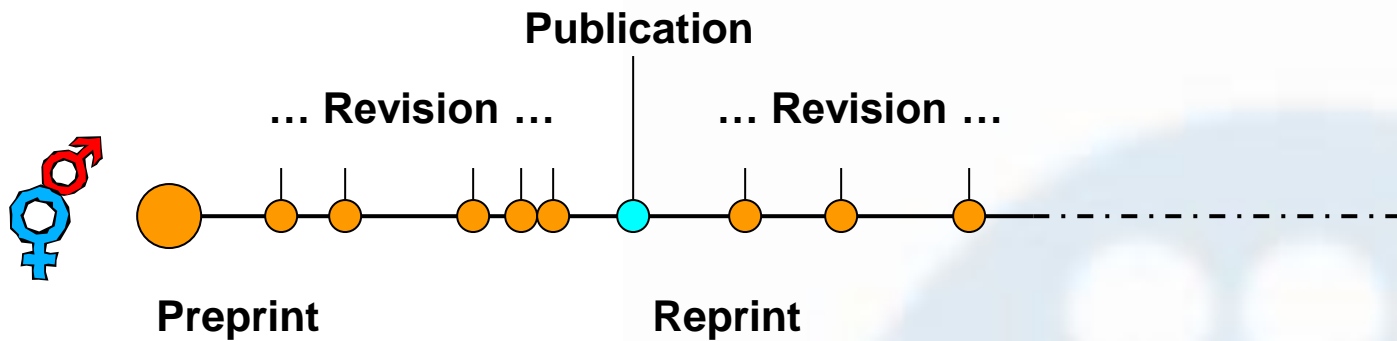 Publication
… Revision …
… Revision …
Preprint
Reprint